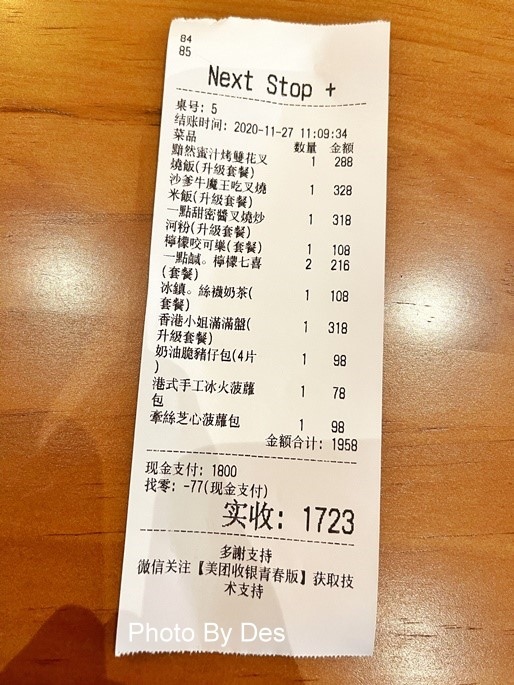 84
85
Next Stop +
桌号: 5
结账时间: 2020-11-27 11:09:34
菜品 数量 金额
黯然蜜汁烤雙花叉 1 288
燒飯(升級套餐)
沙爹牛魔王吃叉燒 1 328
米飯(升級套餐)
一點甜密醬叉燒炒 1 318
河粉(升級套餐)
檸檬咬可樂(套餐) 1 108
一點鹹。檸檬七喜 2 216
(套餐)
冰鎮。絲襪奶茶( 1 108
套餐)
香港小姐滿滿盤( 1 318
升級套餐)
奶油脆豬仔包(4片 1 98
)
港式手工冰火菠蘿 1 78
包
牽絲芝心菠蘿包 1 98
金额合计: 1958
现金支付: 1800
找零: -77(现金支付)
实收: 1723
多謝支持
微信关注【美团收银青春版】获取技
术支持
Photo By Des